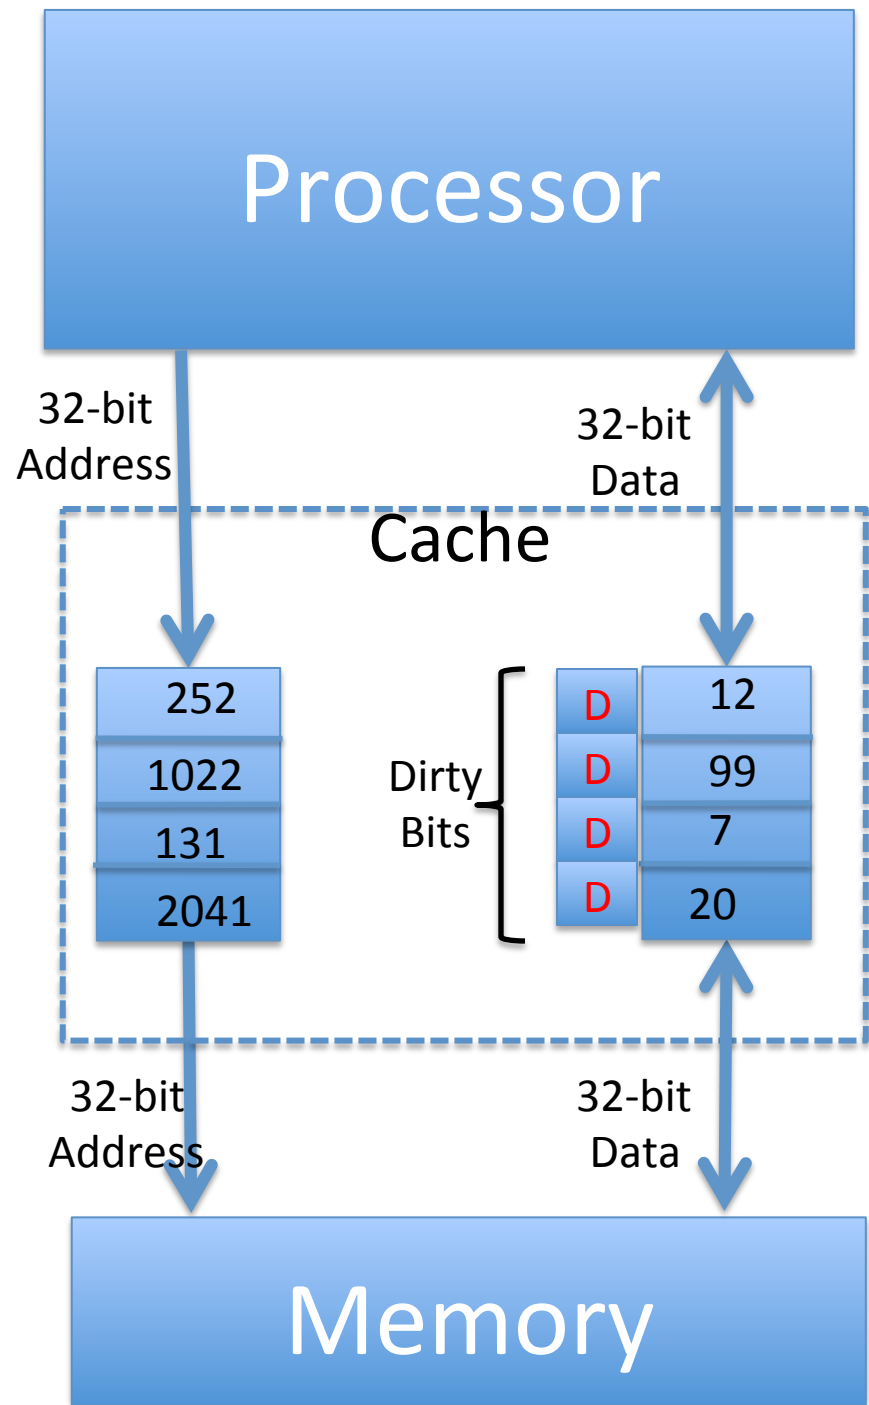 Processor
32-bit
Address
32-bit
Data
Cache
252
1022
131
2041
Dirty
Bits
D
D
D
D
12
99
7
20
32-bit
Address
32-bit
Data
Memory